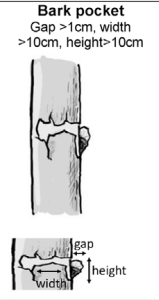 Bark pocket
Gap >1cm, width
>10cm, height>10cm
gap
height
width